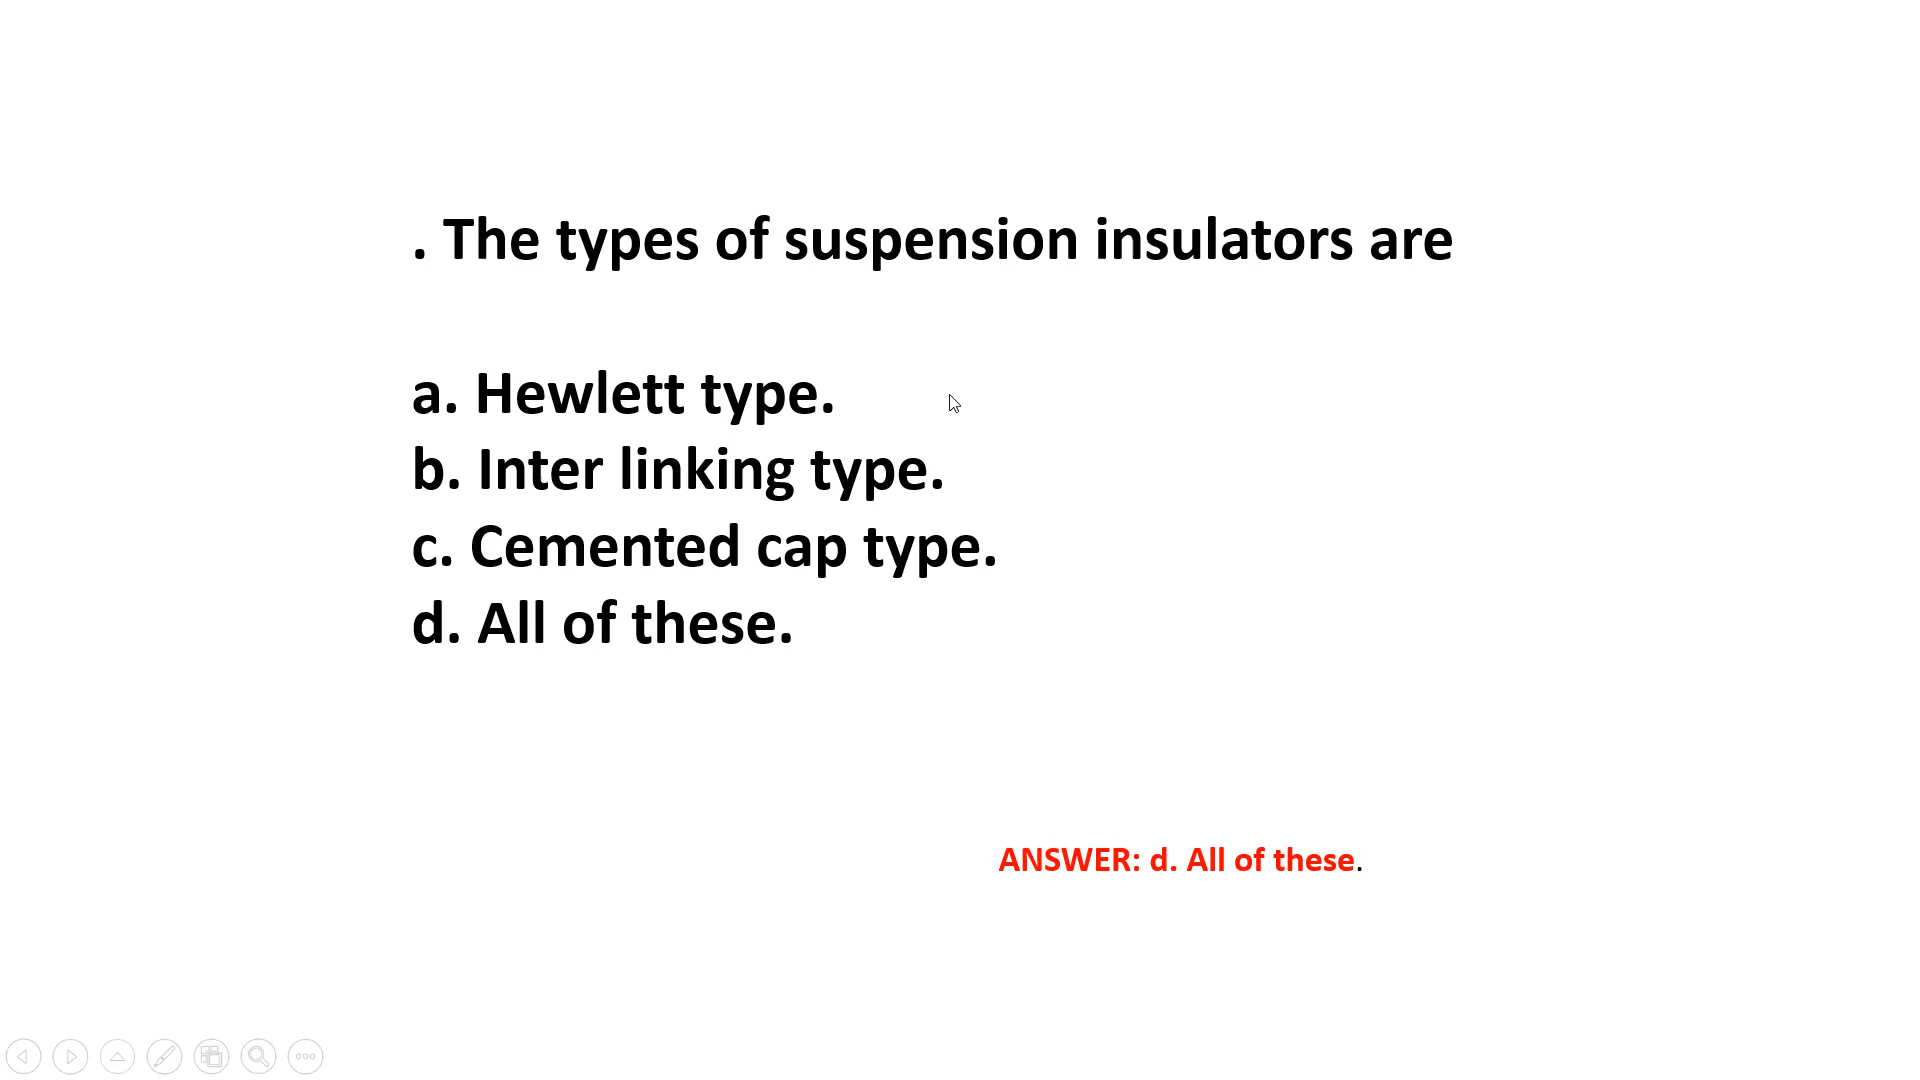 . The types of suspension insulators are
a. Hewlett type.
b. Inter linking type.
c. Cemented cap type.
d. All of these.
ANSWER: d. All of these.